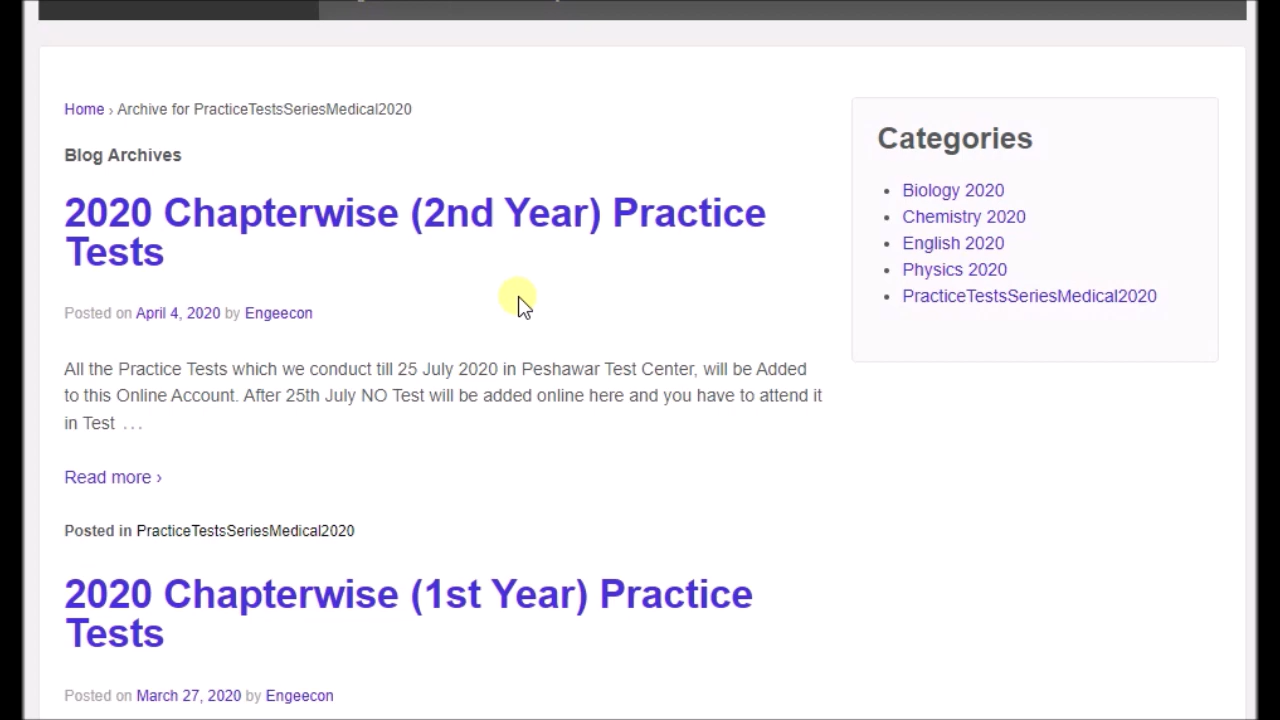 Home › Archive for PracticeTestsSeriesMedical2020
Blog Archives
2020 Chapterwise (2nd Year) Practice
Tests
Posted on April 4, 2020 by Engeecon
All the Practice Tests which we conduct till 25 July 2020 in Peshawar Test Center, will be Added
to this Online Account. After 25th July NO Test will be added online here and you have to attend it
in Test …
Read more ›
Posted in PracticeTestsSeriesMedical2020
2020 Chapterwise (1st Year) Practice
Tests
Posted on March 27, 2020 by Engeecon
Categories
Biology 2020
Chemistry 2020
English 2020
Physics 2020
PracticeTestsSeriesMedical2020